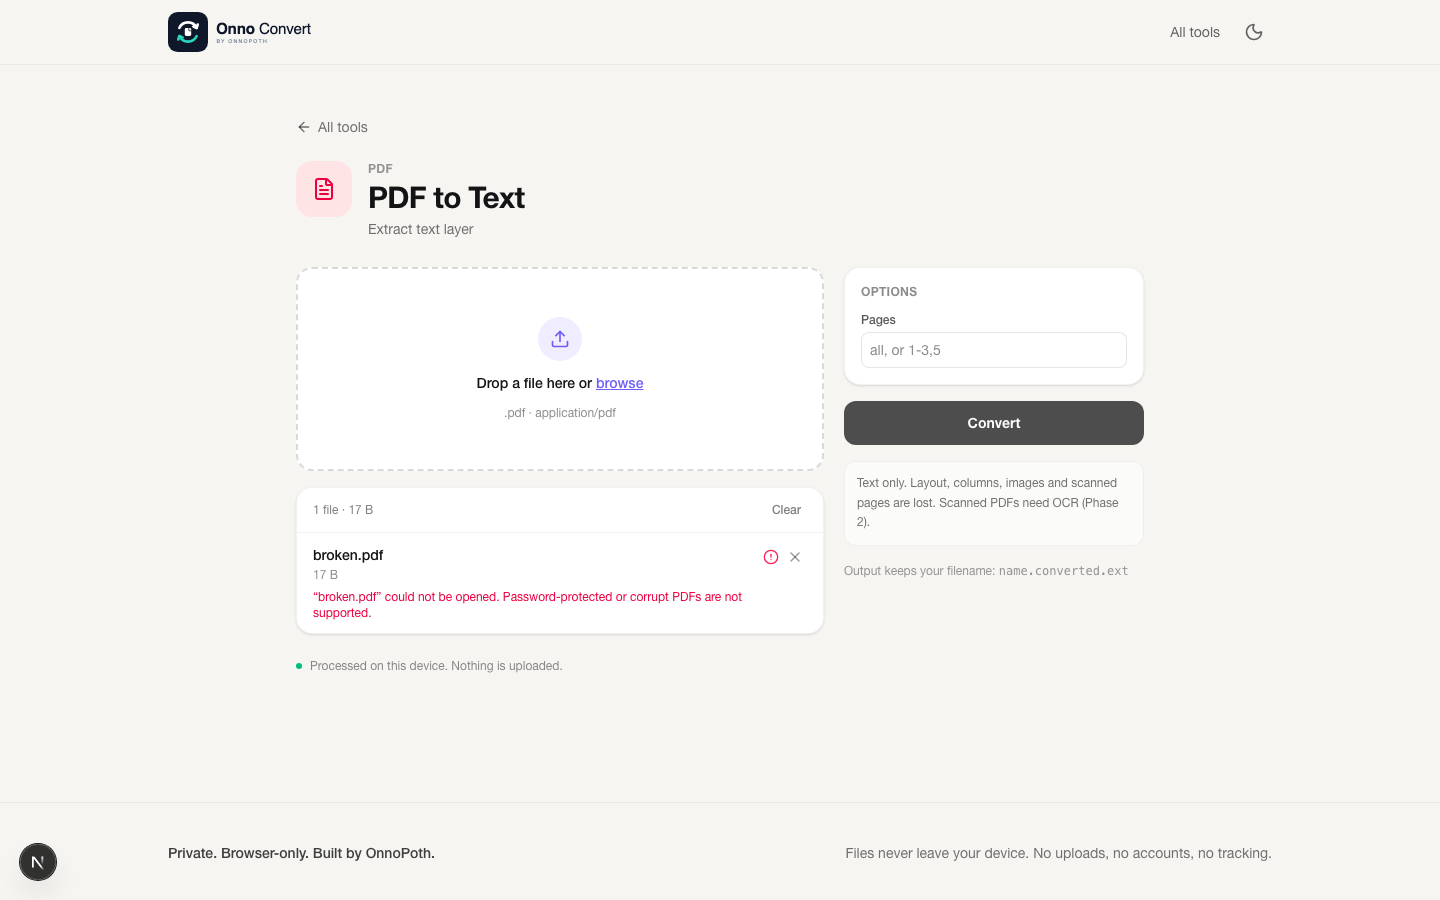 Onno Convert
BY ONNOPOTH
All tools
All tools
PDF
PDF to Text
Extract text layer
Drop a file here or browse
.pdf · application/pdf
1 file · 17 B
Clear
broken.pdf
17 B
“broken.pdf” could not be opened. Password-protected or corrupt PDFs are not
supported.
Processed on this device. Nothing is uploaded.
OPTIONS
Pages
all, or 1-3,5
Convert
Text only. Layout, columns, images and scanned
pages are lost. Scanned PDFs need OCR (Phase
2).
Output keeps your filename: name.converted.ext
Private. Browser-only. Built by OnnoPoth.
Files never leave your device. No uploads, no accounts, no tracking.
N